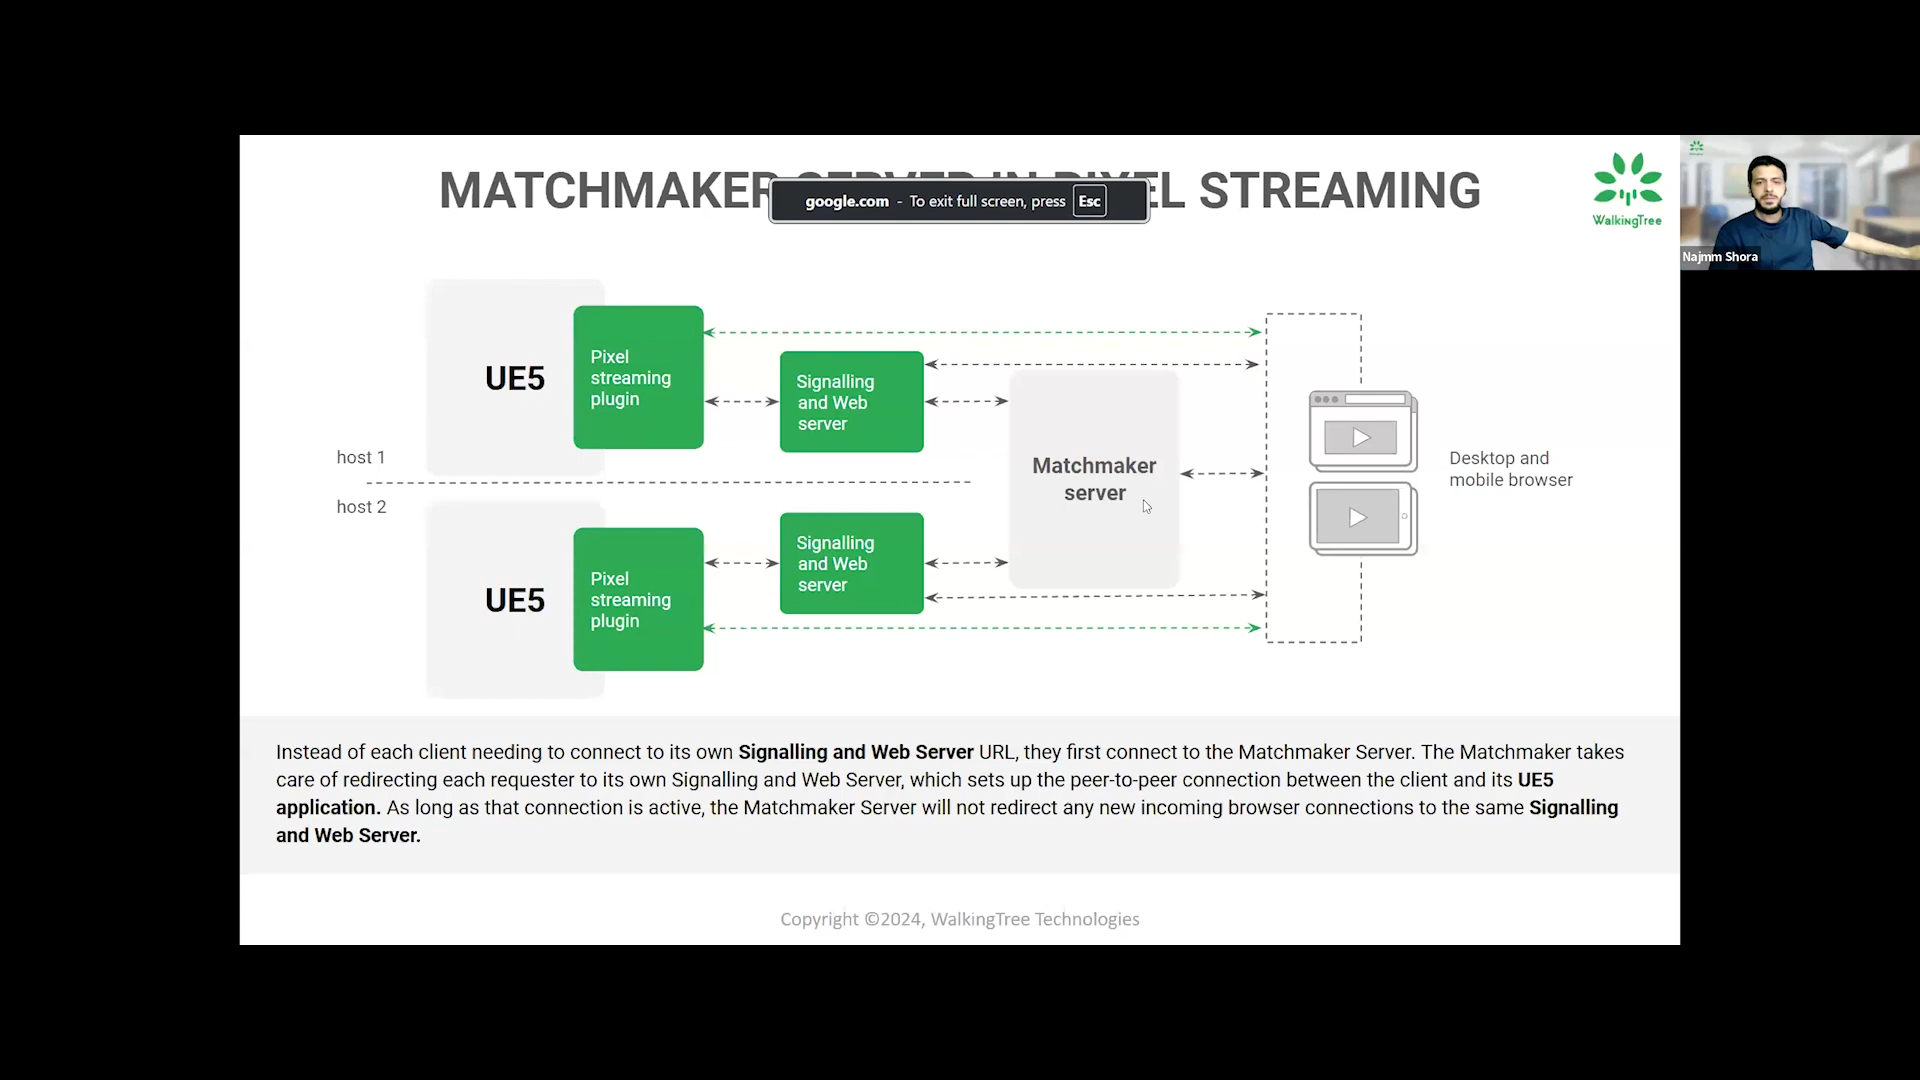 MATCHMAKER SERVER IN PIXEL STREAMING
google.com - To exit full screen, press Esc
WalkingTree
Najmm Shora
UE5
Pixel
streaming
plugin
Signalling
and Web
server
host 1
host 2
Matchmaker
server
Desktop and
mobile browser
UE5
Pixel
streaming
plugin
Signalling
and Web
server
Instead of each client needing to connect to its own Signalling and Web Server URL, they first connect to the Matchmaker Server. The Matchmaker takes
care of redirecting each requester to its own Signalling and Web Server, which sets up the peer-to-peer connection between the client and its UE5
application. As long as that connection is active, the Matchmaker Server will not redirect any new incoming browser connections to the same Signalling
and Web Server.
Copyright ©2024, WalkingTree Technologies